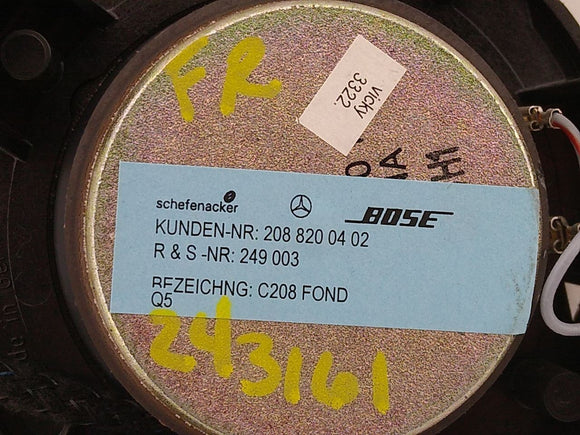 FR
vicky
3322.
schefenacker
BOSE
KUNDEN-NR: 208 820 04 02
R & S -NR: 249 003
BEZEICHNG: C208 FOND
Q5
243161